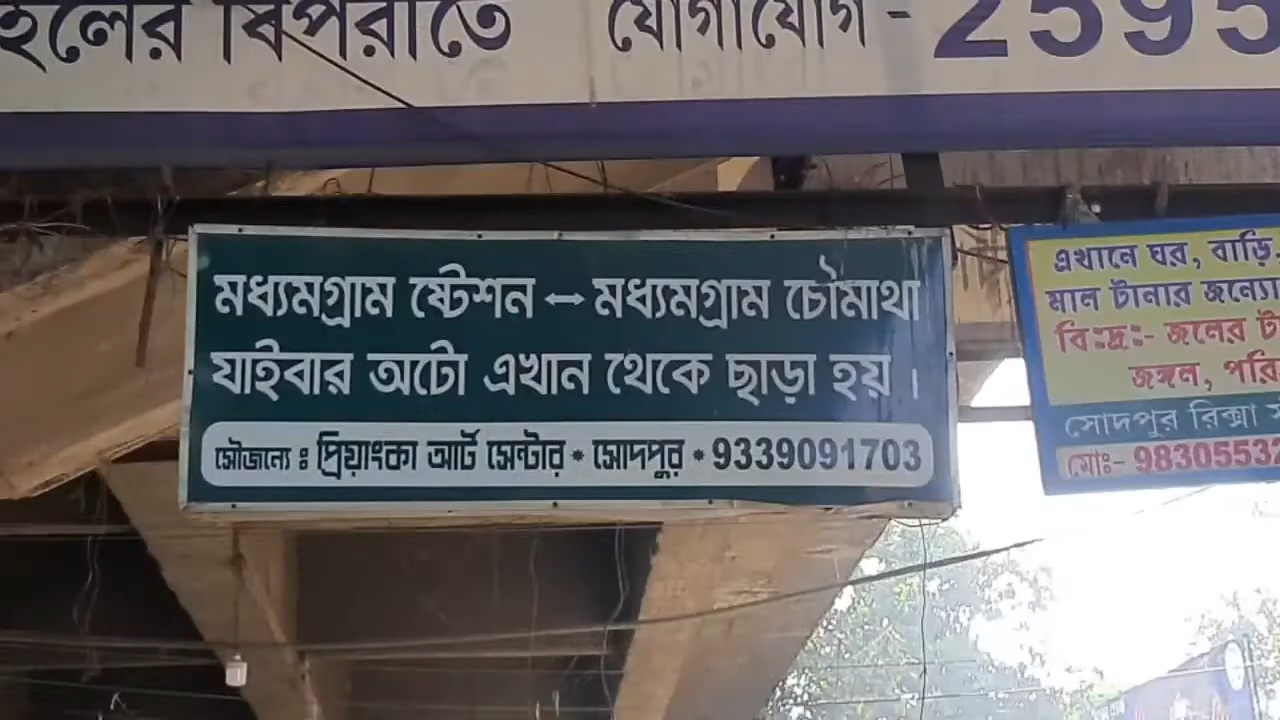 হলের বিপরীতে যোগাযোগ - 2595
মধ্যমগ্রাম ষ্টেশন ↔ মধ্যমগ্রাম চৌমাথা
যাইবার অটো এখান থেকে ছাড়া হয় ।
সৌজন্যে ঃ প্রিয়াংকা আর্ট সেন্টার * সোদপুর * 9339091703
এখানে ঘর, বাড়ি,
মাল টানার জন্যে
বিঃদ্রঃ- জলের ট
জঙ্গল, পরি
সোদপুর রিক্সা
মোঃ- 9830553